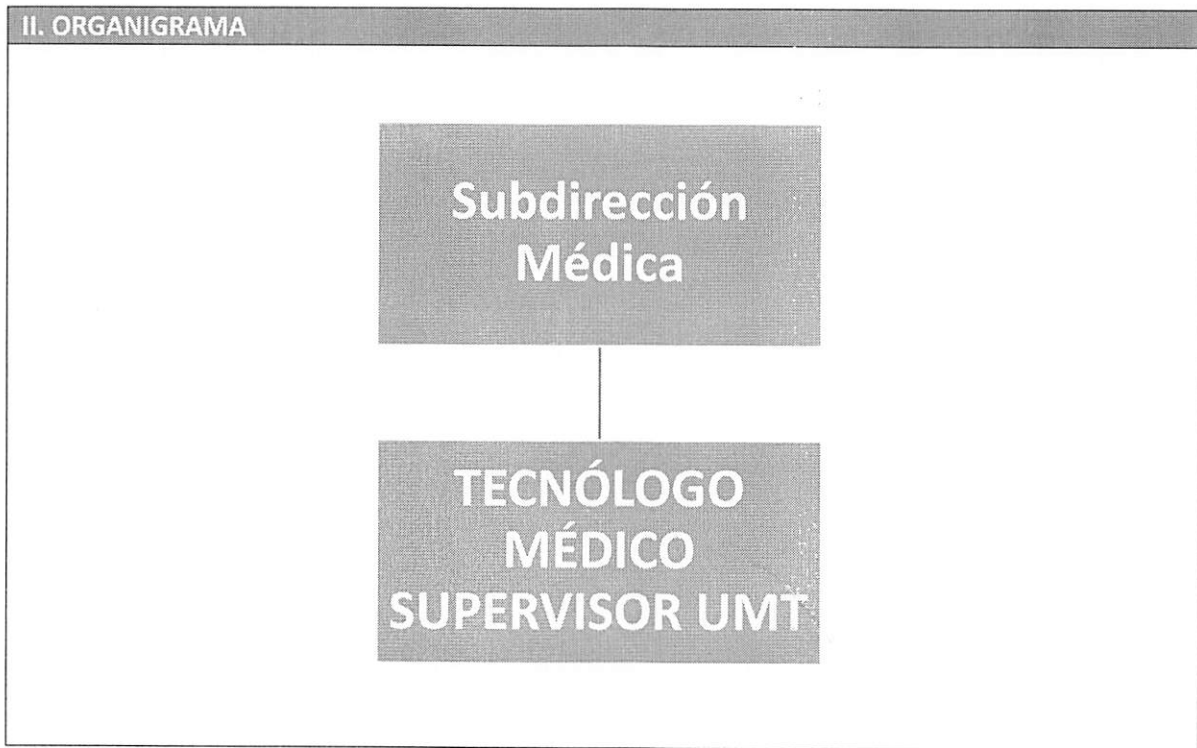 II. ORGANIGRAMA
Subdirección
Médica
TECNÓLOGO
MÉDICO
SUPERVISOR UMT